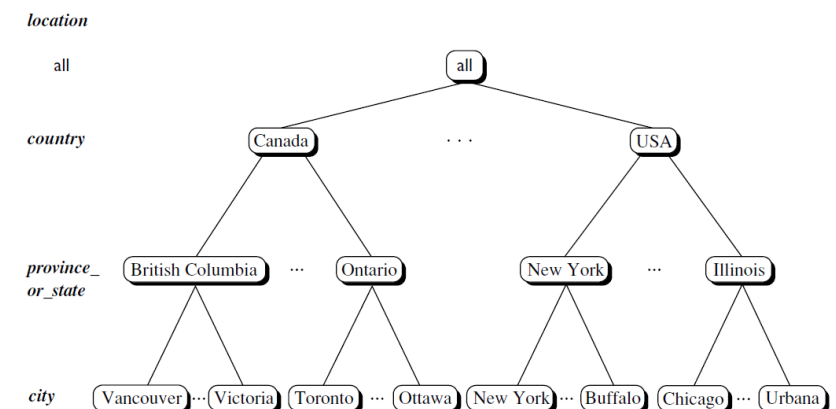 location
all all
country Canada . . . USA
province_ British Columbia ... Ontario New York ... Illinois
or_state
city Vancouver ... Victoria Toronto ... Ottawa New York ... Buffalo Chicago ... Urbana